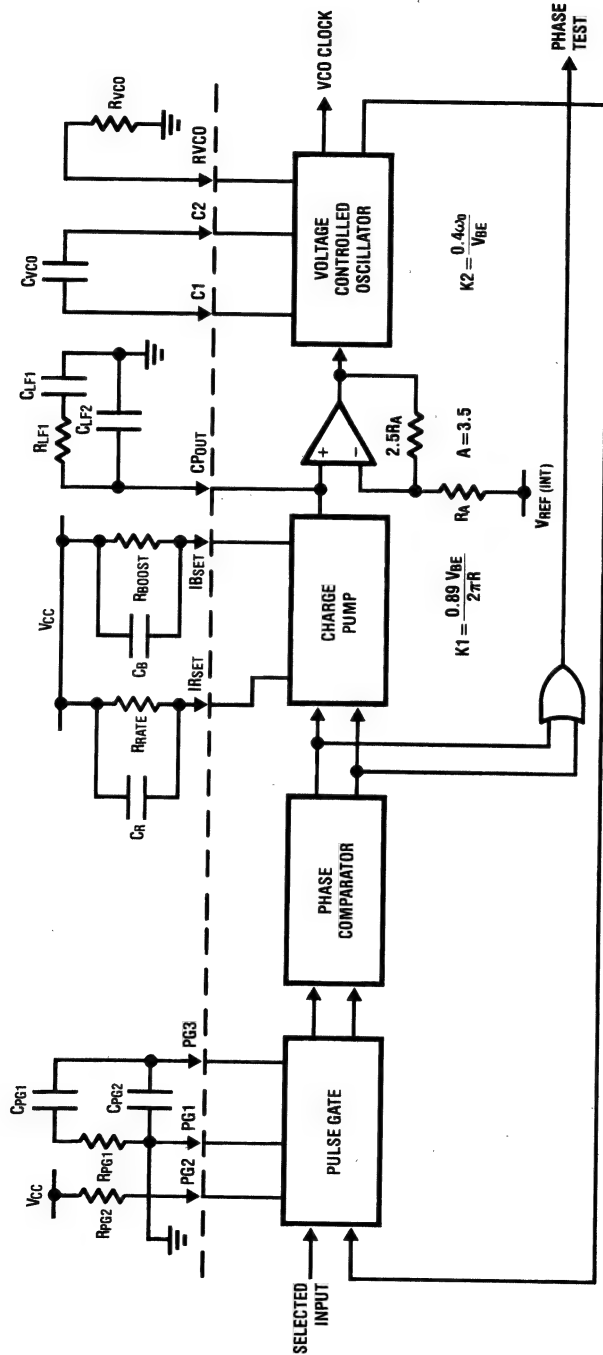 VCC
RPG2
RPG1
CPG1
CPG2
PG2
PG1
PG3
VCC
CR
RRATE
IRSET
CB
RBOOST
IBSET
RLF1
CLF1
CLF2
CPOUT
CVCO
C1
C2
RVCO
RVCO
SELECTED
INPUT
PULSE GATE
PHASE
COMPARATOR
CHARGE
PUMP
+
−
2.5RA
A = 3.5
RA
VREF (INT)
VOLTAGE
CONTROLLED
OSCILLATOR
VCO CLOCK
K1 = 0.89 VBE / 2πR
K2 = 0.4ω0 / VBE
PHASE
TEST